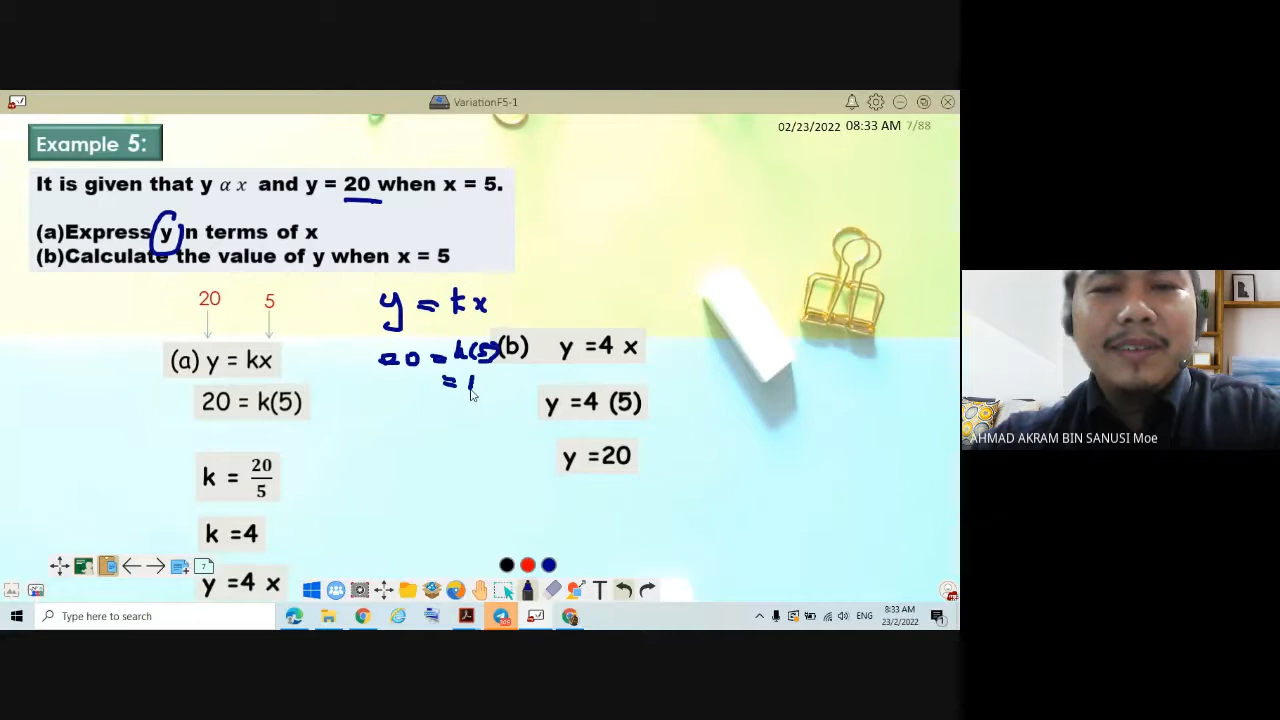 VariationF5-1
02/23/2022 08:33 AM 7/88
Example 5:
It is given that y α x and y = 20 when x = 5.
(a)Express y in terms of x
(b)Calculate the value of y when x = 5
20 5
(a) y = kx
20 = k(5)
k = 20/5
k =4
y =4 x
y = kx
20 = k(5)
=
(b) y =4 x
y =4 (5)
y =20
AHMAD AKRAM BIN SANUSI Moe
7
T
Type here to search
ENG
8:33 AM
23/2/2022